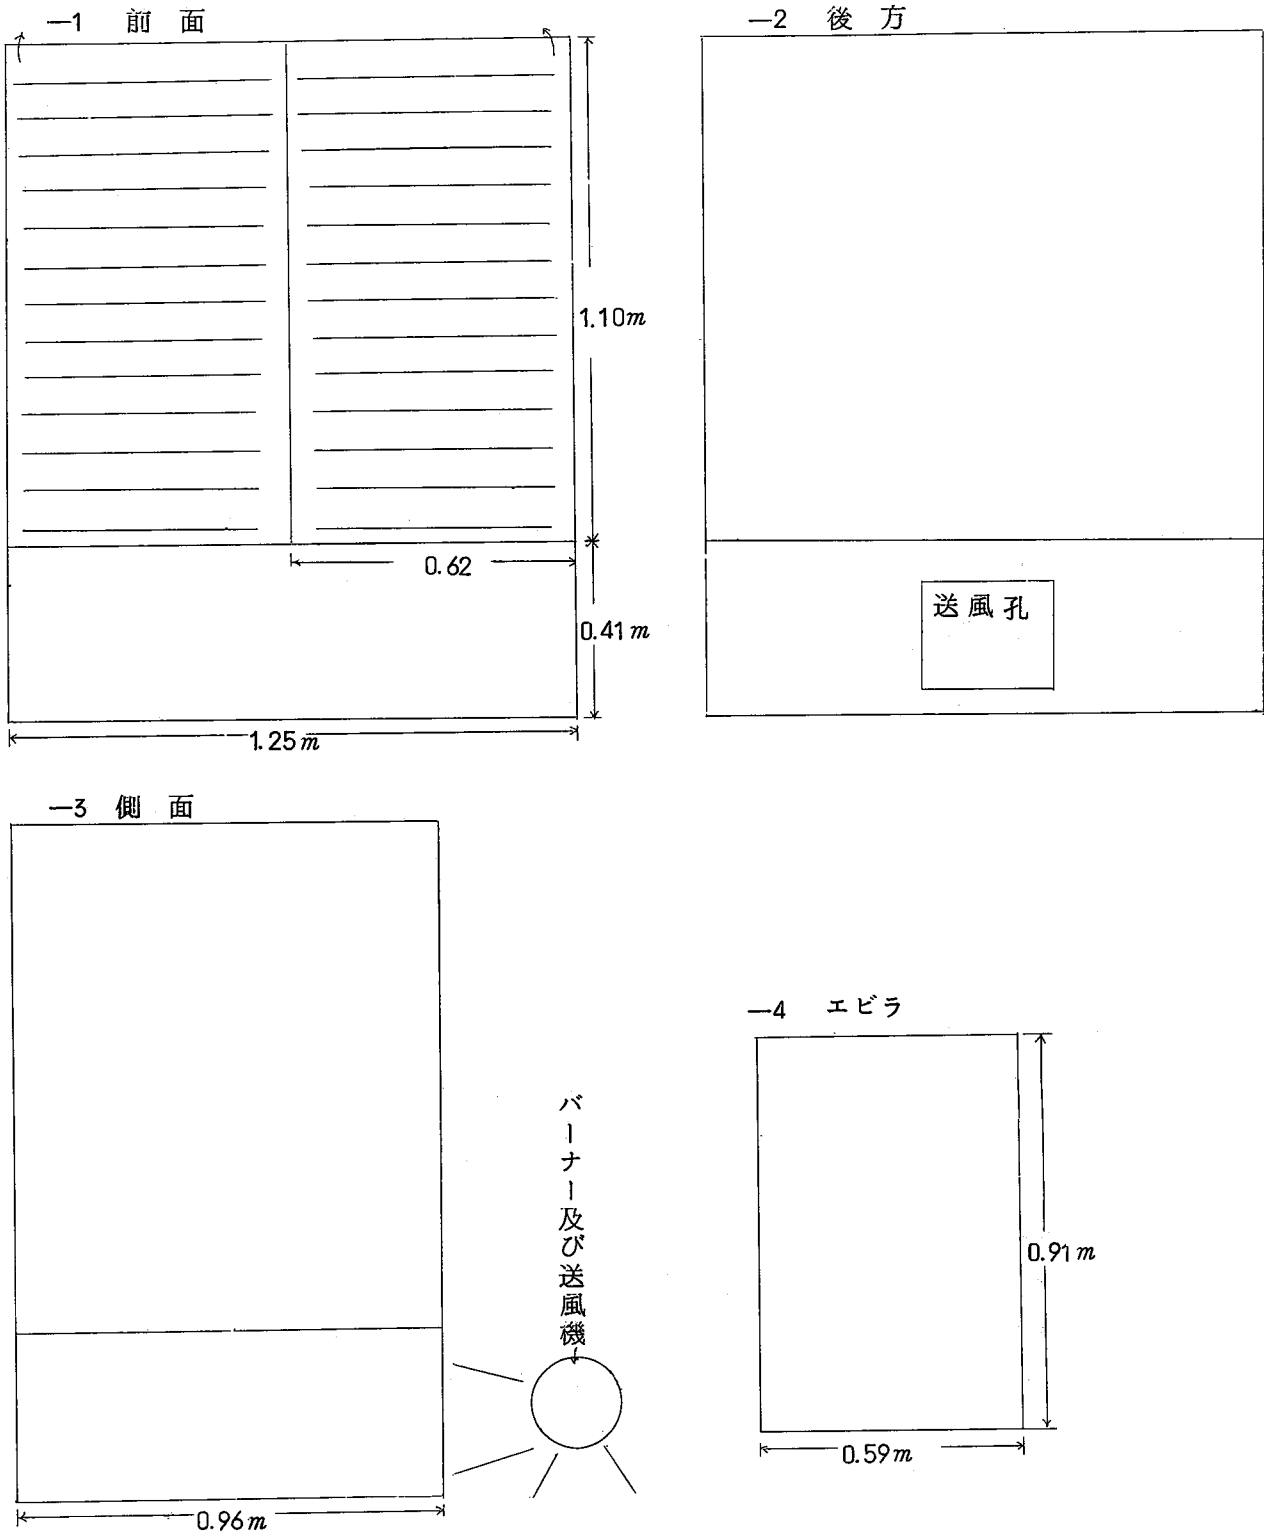 —1 前面
1.10m
0.62
0.41m
1.25m
—2 後方
送風孔
—3 側面
バーナー及び送風機
0.96m
—4 エビラ
0.91m
0.59m